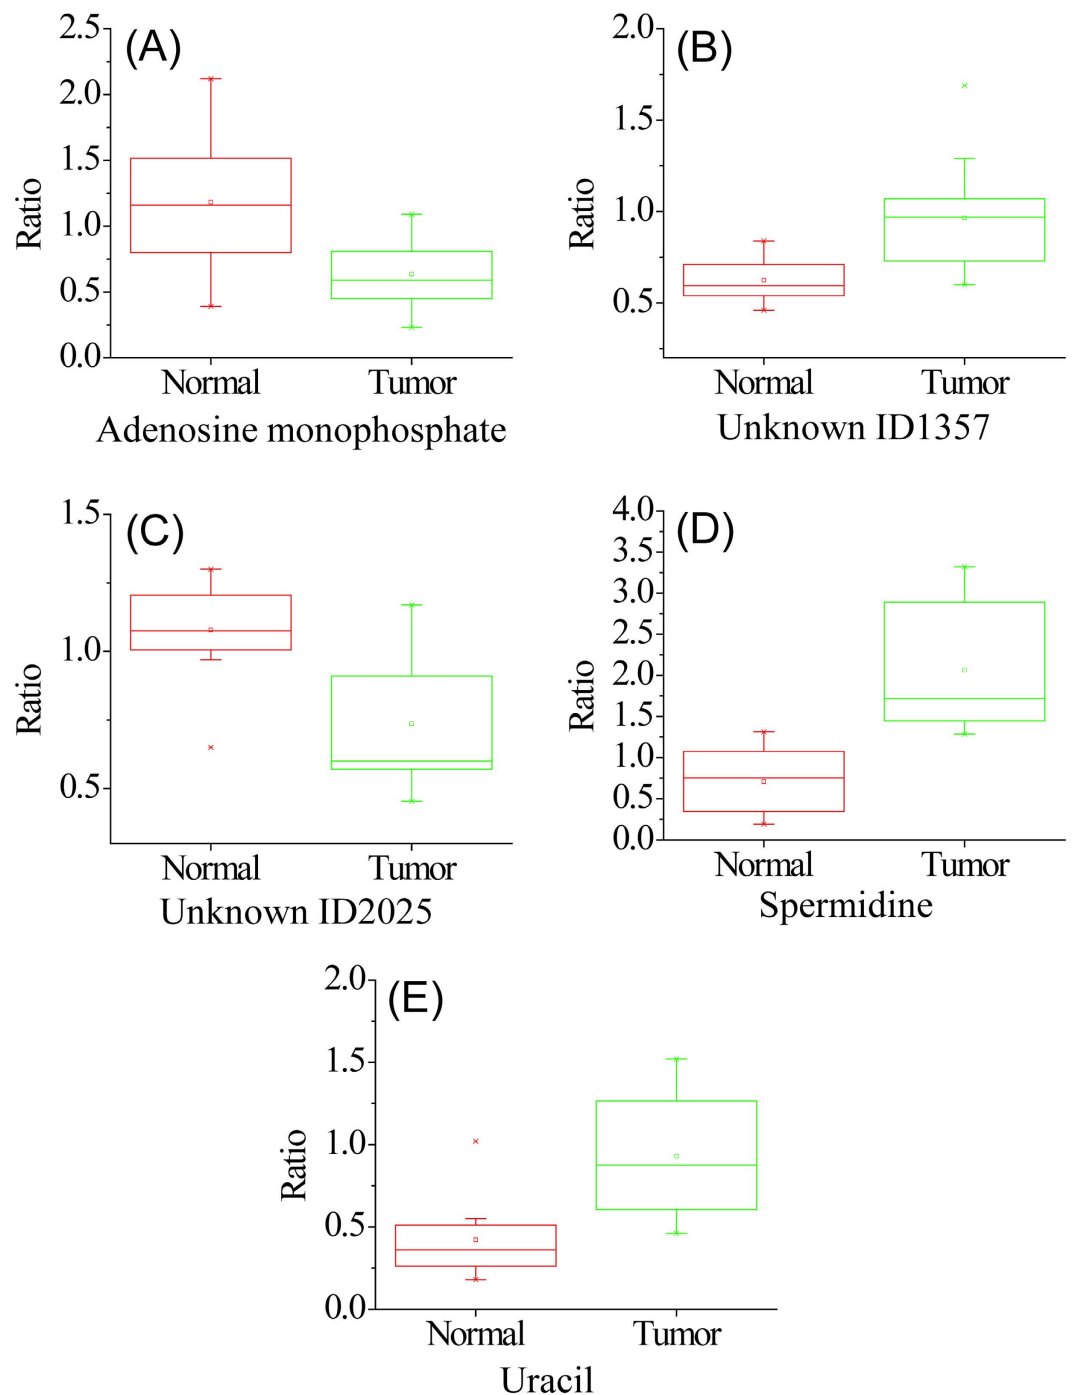 (A)
2.5
2.0
1.5
1.0
0.5
0.0
Ratio
Normal Tumor
Adenosine monophosphate
(B)
2.0
1.5
1.0
0.5
Ratio
Normal Tumor
Unknown ID1357
(C)
1.5
1.0
0.5
Ratio
Normal Tumor
Unknown ID2025
(D)
4.0
3.5
3.0
2.5
2.0
1.5
1.0
0.5
0.0
Ratio
Normal Tumor
Spermidine
(E)
2.0
1.5
1.0
0.5
0.0
Ratio
Normal Tumor
Uracil